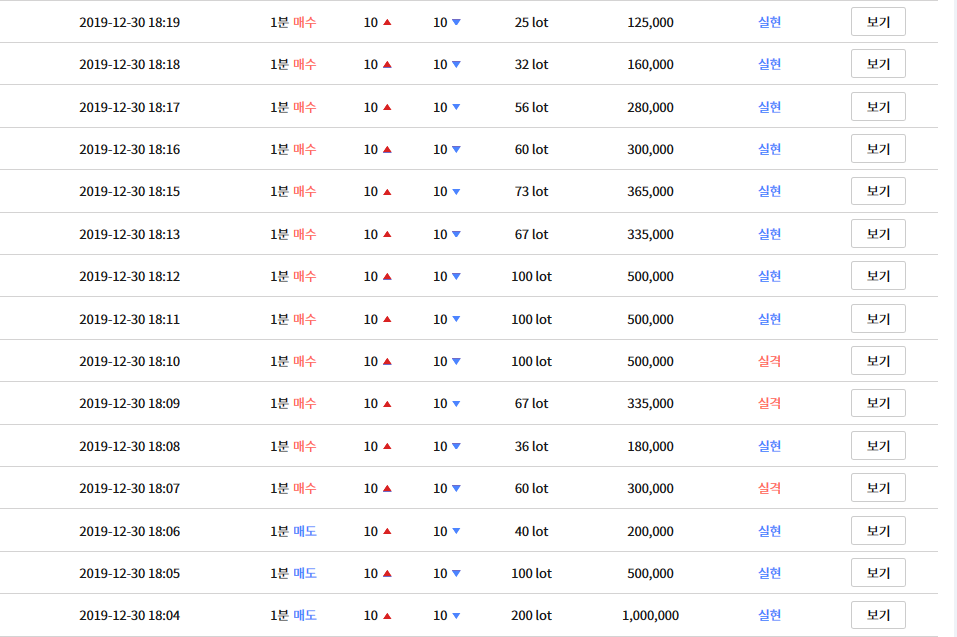 2019-12-30 18:19 1분 매수 10 ▲ 10 ▼ 25 lot 125,000 실현 보기
2019-12-30 18:18 1분 매수 10 ▲ 10 ▼ 32 lot 160,000 실현 보기
2019-12-30 18:17 1분 매수 10 ▲ 10 ▼ 56 lot 280,000 실현 보기
2019-12-30 18:16 1분 매수 10 ▲ 10 ▼ 60 lot 300,000 실현 보기
2019-12-30 18:15 1분 매수 10 ▲ 10 ▼ 73 lot 365,000 실현 보기
2019-12-30 18:13 1분 매수 10 ▲ 10 ▼ 67 lot 335,000 실현 보기
2019-12-30 18:12 1분 매수 10 ▲ 10 ▼ 100 lot 500,000 실현 보기
2019-12-30 18:11 1분 매수 10 ▲ 10 ▼ 100 lot 500,000 실현 보기
2019-12-30 18:10 1분 매수 10 ▲ 10 ▼ 100 lot 500,000 실격 보기
2019-12-30 18:09 1분 매수 10 ▲ 10 ▼ 67 lot 335,000 실격 보기
2019-12-30 18:08 1분 매수 10 ▲ 10 ▼ 36 lot 180,000 실현 보기
2019-12-30 18:07 1분 매수 10 ▲ 10 ▼ 60 lot 300,000 실격 보기
2019-12-30 18:06 1분 매도 10 ▲ 10 ▼ 40 lot 200,000 실현 보기
2019-12-30 18:05 1분 매도 10 ▲ 10 ▼ 100 lot 500,000 실현 보기
2019-12-30 18:04 1분 매도 10 ▲ 10 ▼ 200 lot 1,000,000 실현 보기